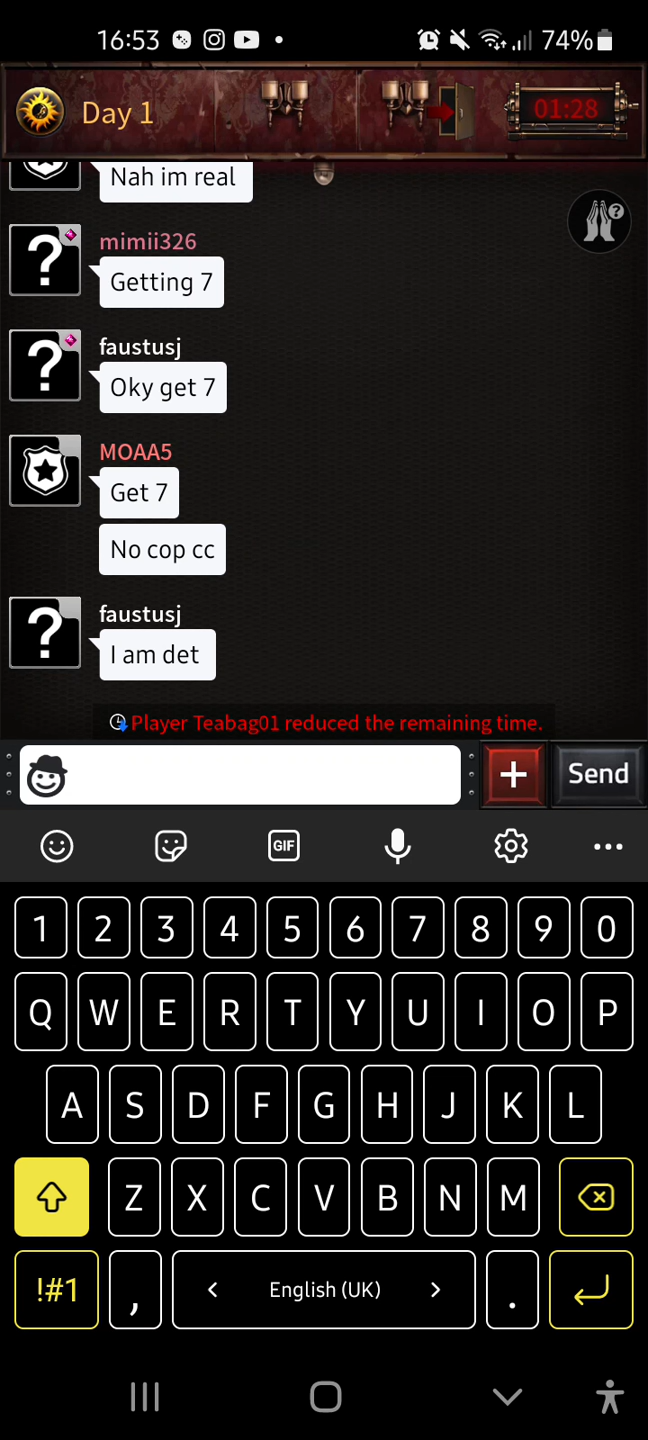 16:53
74%
Day 1
01:28
Nah im real
mimii326
Getting 7
faustusj
Oky get 7
MOAA5
Get 7
No cop cc
faustusj
I am det
Player Teabag01 reduced the remaining time.
+
Send
GIF
1 2 3 4 5 6 7 8 9 0
Q W E R T Y U I O P
A S D F G H J K L
Z X C V B N M
!#1 , < English (UK) > .